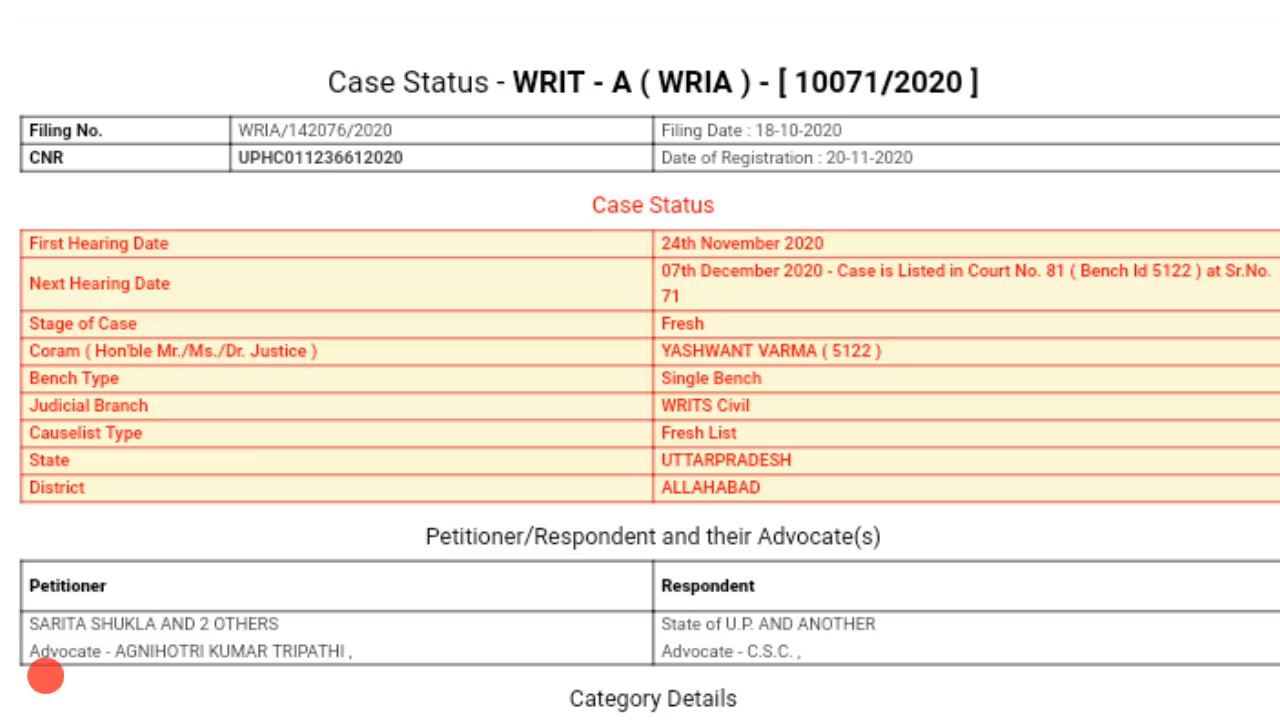 Case Status - WRIT - A ( WRIA ) - [ 10071/2020 ]
Filing No. WRIA/142076/2020 Filing Date : 18-10-2020
CNR UPHC011236612020 Date of Registration : 20-11-2020
Case Status
First Hearing Date 24th November 2020
Next Hearing Date 07th December 2020 - Case is Listed in Court No. 81 ( Bench Id 5122 ) at Sr.No.
71
Stage of Case Fresh
Coram ( Hon'ble Mr./Ms./Dr. Justice ) YASHWANT VARMA ( 5122 )
Bench Type Single Bench
Judicial Branch WRITS Civil
Causelist Type Fresh List
State UTTARPRADESH
District ALLAHABAD
Petitioner/Respondent and their Advocate(s)
Petitioner Respondent
SARITA SHUKLA AND 2 OTHERS State of U.P. AND ANOTHER
Advocate - AGNIHOTRI KUMAR TRIPATHI , Advocate - C.S.C. ,
Category Details